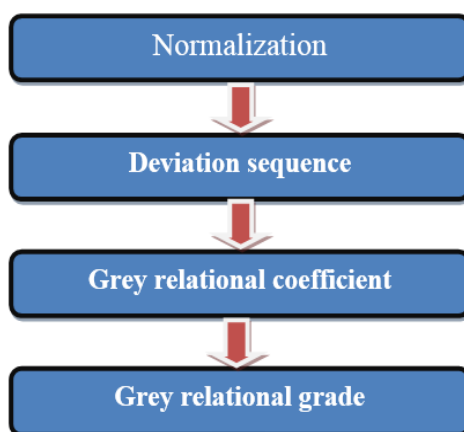 Normalization
Deviation sequence
Grey relational coefficient
Grey relational grade